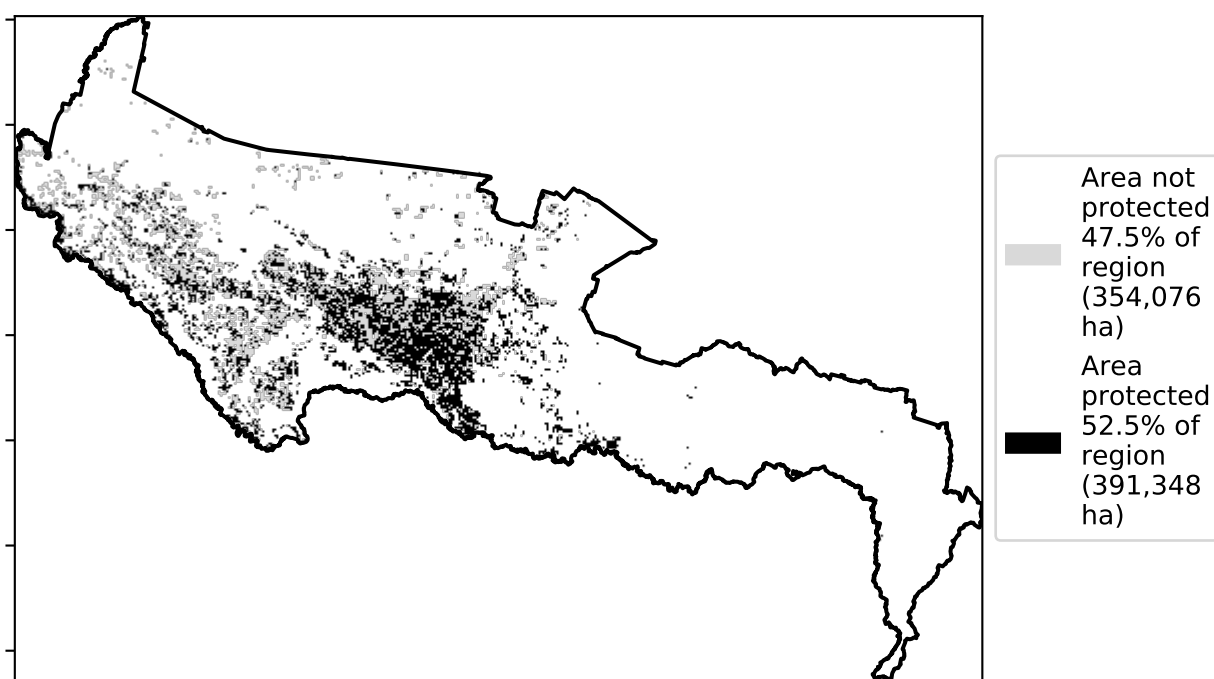 Area not
protected
47.5% of
region
(354,076
ha)
Area
protected
52.5% of
region
(391,348
ha)